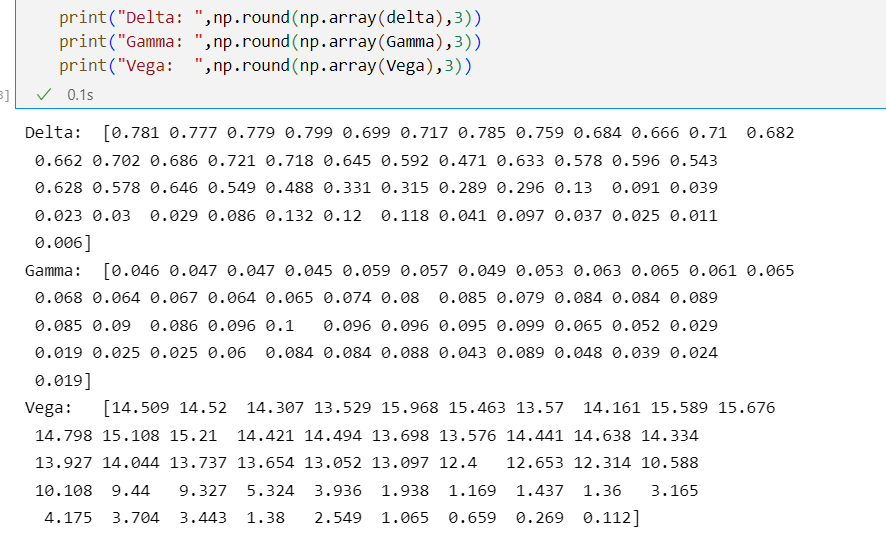 print("Delta: ",np.round(np.array(delta),3))
print("Gamma: ",np.round(np.array(Gamma),3))
print("Vega:  ",np.round(np.array(Vega),3))
3] ✓ 0.1s
Delta:  [0.781 0.777 0.779 0.799 0.699 0.717 0.785 0.759 0.684 0.666 0.71  0.682
 0.662 0.702 0.686 0.721 0.718 0.645 0.592 0.471 0.633 0.578 0.596 0.543
 0.628 0.578 0.646 0.549 0.488 0.331 0.315 0.289 0.296 0.13  0.091 0.039
 0.023 0.03  0.029 0.086 0.132 0.12  0.118 0.041 0.097 0.037 0.025 0.011
 0.006]
Gamma:  [0.046 0.047 0.047 0.045 0.059 0.057 0.049 0.053 0.063 0.065 0.061 0.065
 0.068 0.064 0.067 0.064 0.065 0.074 0.08  0.085 0.079 0.084 0.084 0.089
 0.085 0.09  0.086 0.096 0.1   0.096 0.096 0.095 0.099 0.065 0.052 0.029
 0.019 0.025 0.025 0.06  0.084 0.084 0.088 0.043 0.089 0.048 0.039 0.024
 0.019]
Vega:   [14.509 14.52  14.307 13.529 15.968 15.463 13.57  14.161 15.589 15.676
 14.798 15.108 15.21  14.421 14.494 13.698 13.576 14.441 14.638 14.334
 13.927 14.044 13.737 13.654 13.052 13.097 12.4   12.653 12.314 10.588
 10.108  9.44   9.327  5.324  3.936  1.938  1.169  1.437  1.36   3.165
  4.175  3.704  3.443  1.38   2.549  1.065  0.659  0.269  0.112]